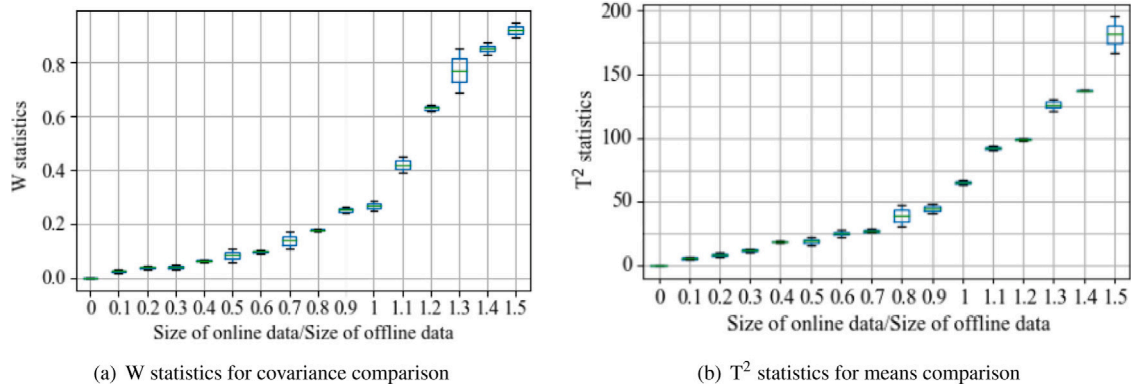 W statistics
0.8
0.6
0.4
0.2
0.0
0 0.1 0.2 0.3 0.4 0.5 0.6 0.7 0.8 0.9 1 1.1 1.2 1.3 1.4 1.5
Size of online data/Size of offline data
(a) W statistics for covariance comparison
T² statistics
200
150
100
50
0
0 0.1 0.2 0.3 0.4 0.5 0.6 0.7 0.8 0.9 1 1.1 1.2 1.3 1.4 1.5
Size of online data/Size of offline data
(b) T² statistics for means comparison